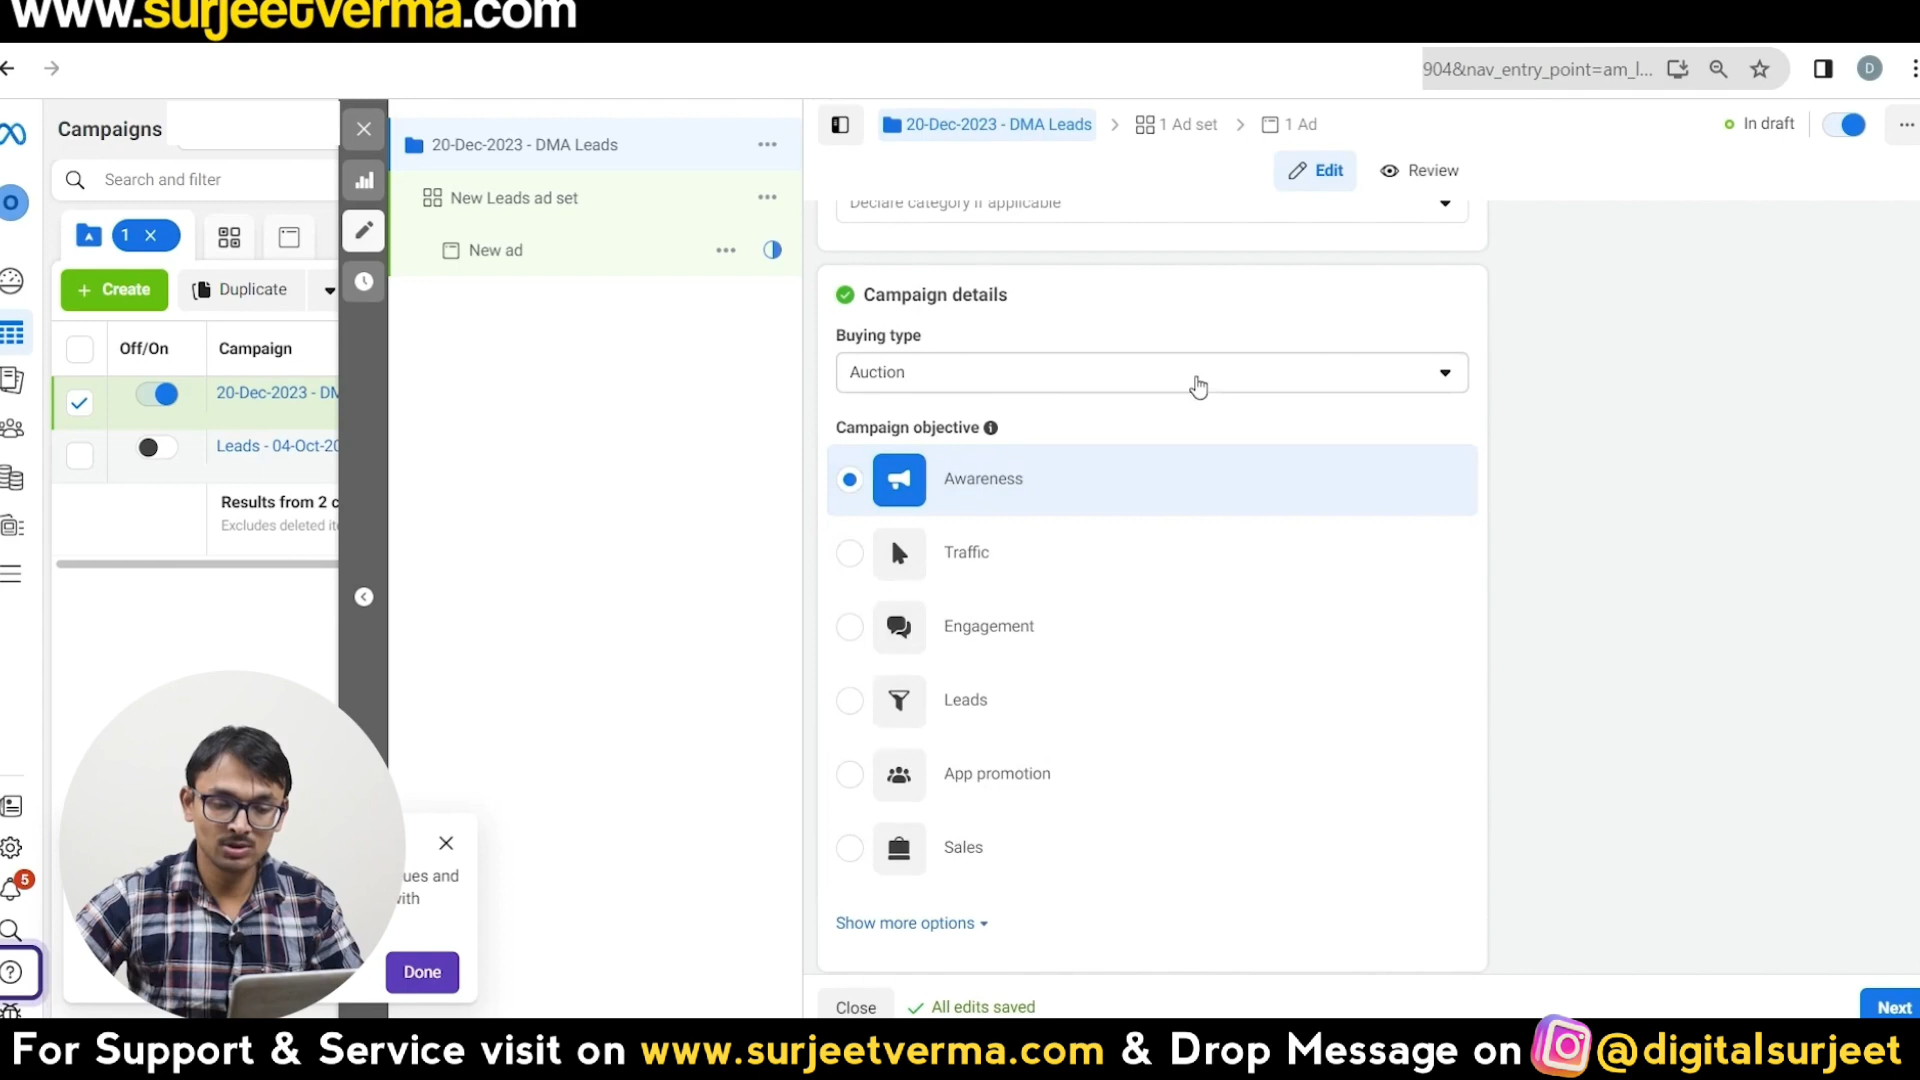 www.surjeetverma.com
904&nav_entry_point=am_l...
D
Campaigns
Search and filter
1
Create
Duplicate
Off/On
Campaign
20-Dec-2023 - DM
Leads - 04-Oct-20
Results from 2 c
Excludes deleted it
20-Dec-2023 - DMA Leads
New Leads ad set
New ad
20-Dec-2023 - DMA Leads
1 Ad set
1 Ad
In draft
Edit
Review
Declare category if applicable
Campaign details
Buying type
Auction
Campaign objective
Awareness
Traffic
Engagement
Leads
App promotion
Sales
Show more options
ues and
with
Done
5
O
Close
All edits saved
Next
For Support & Service visit on www.surjeetverma.com & Drop Message on @digitalsurjeet